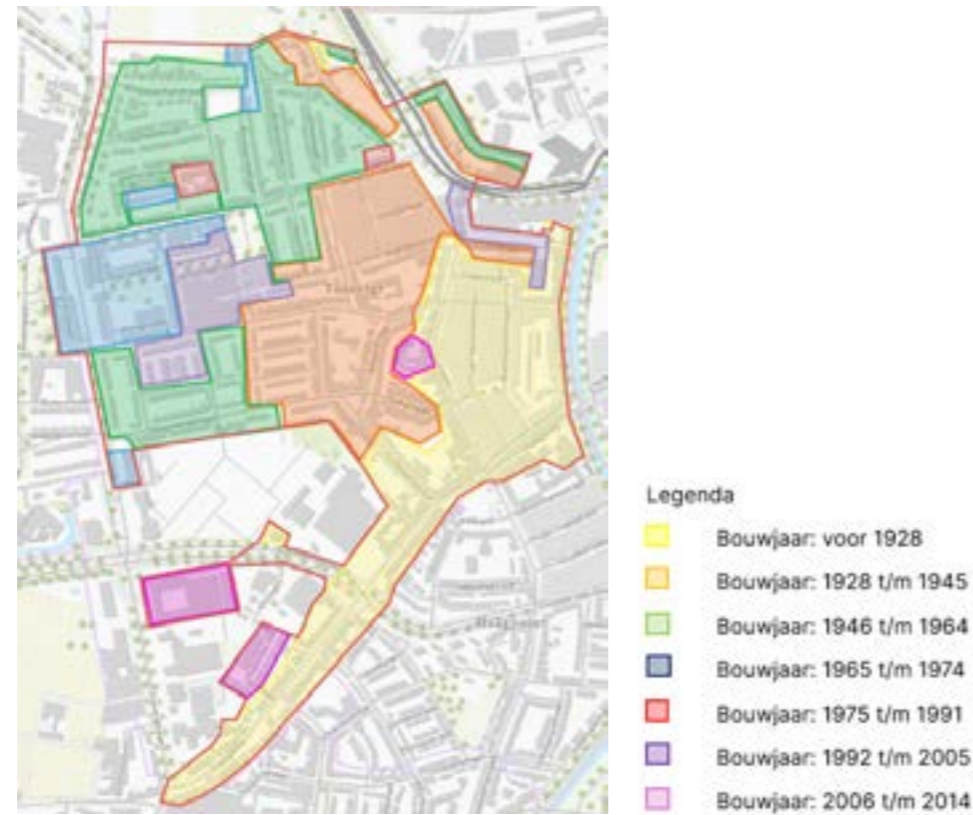 Legenda
Bouwjaar: voor 1928
Bouwjaar: 1928 t/m 1945
Bouwjaar: 1946 t/m 1964
Bouwjaar: 1965 t/m 1974
Bouwjaar: 1975 t/m 1991
Bouwjaar: 1992 t/m 2005
Bouwjaar: 2006 t/m 2014